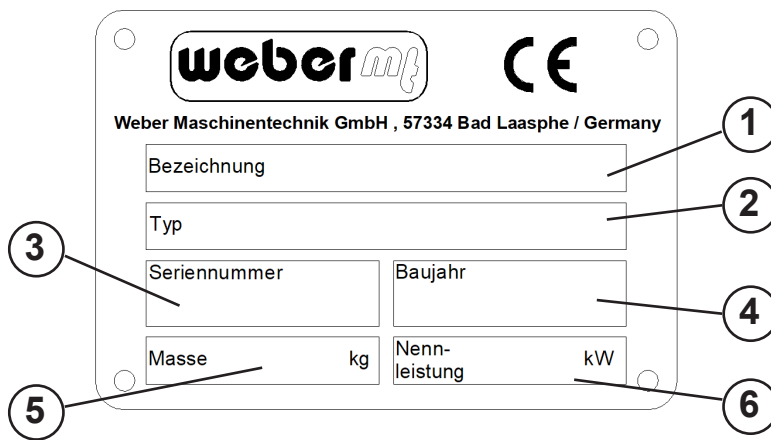 weber mt CE
Weber Maschinentechnik GmbH , 57334 Bad Laasphe / Germany
1
Bezeichnung
2
Typ
3
Seriennummer
Baujahr
4
Masse kg
Nenn-
leistung kW
5
6